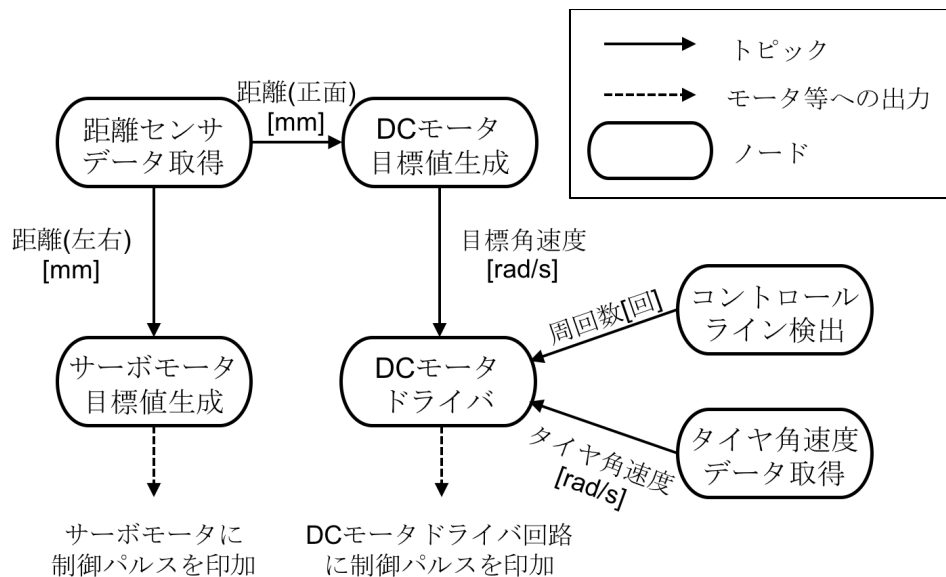 距離センサ
データ取得
距離(正面)
[mm]
DCモータ
目標値生成
トピック
モータ等への出力
ノード
距離(左右)
[mm]
目標角速度
[rad/s]
サーボモータ
目標値生成
DCモータ
ドライバ
周回数[回]
コントロール
ライン検出
タイヤ角速度
[rad/s]
タイヤ角速度
データ取得
サーボモータに
制御パルスを印加
DCモータドライバ回路
に制御パルスを印加